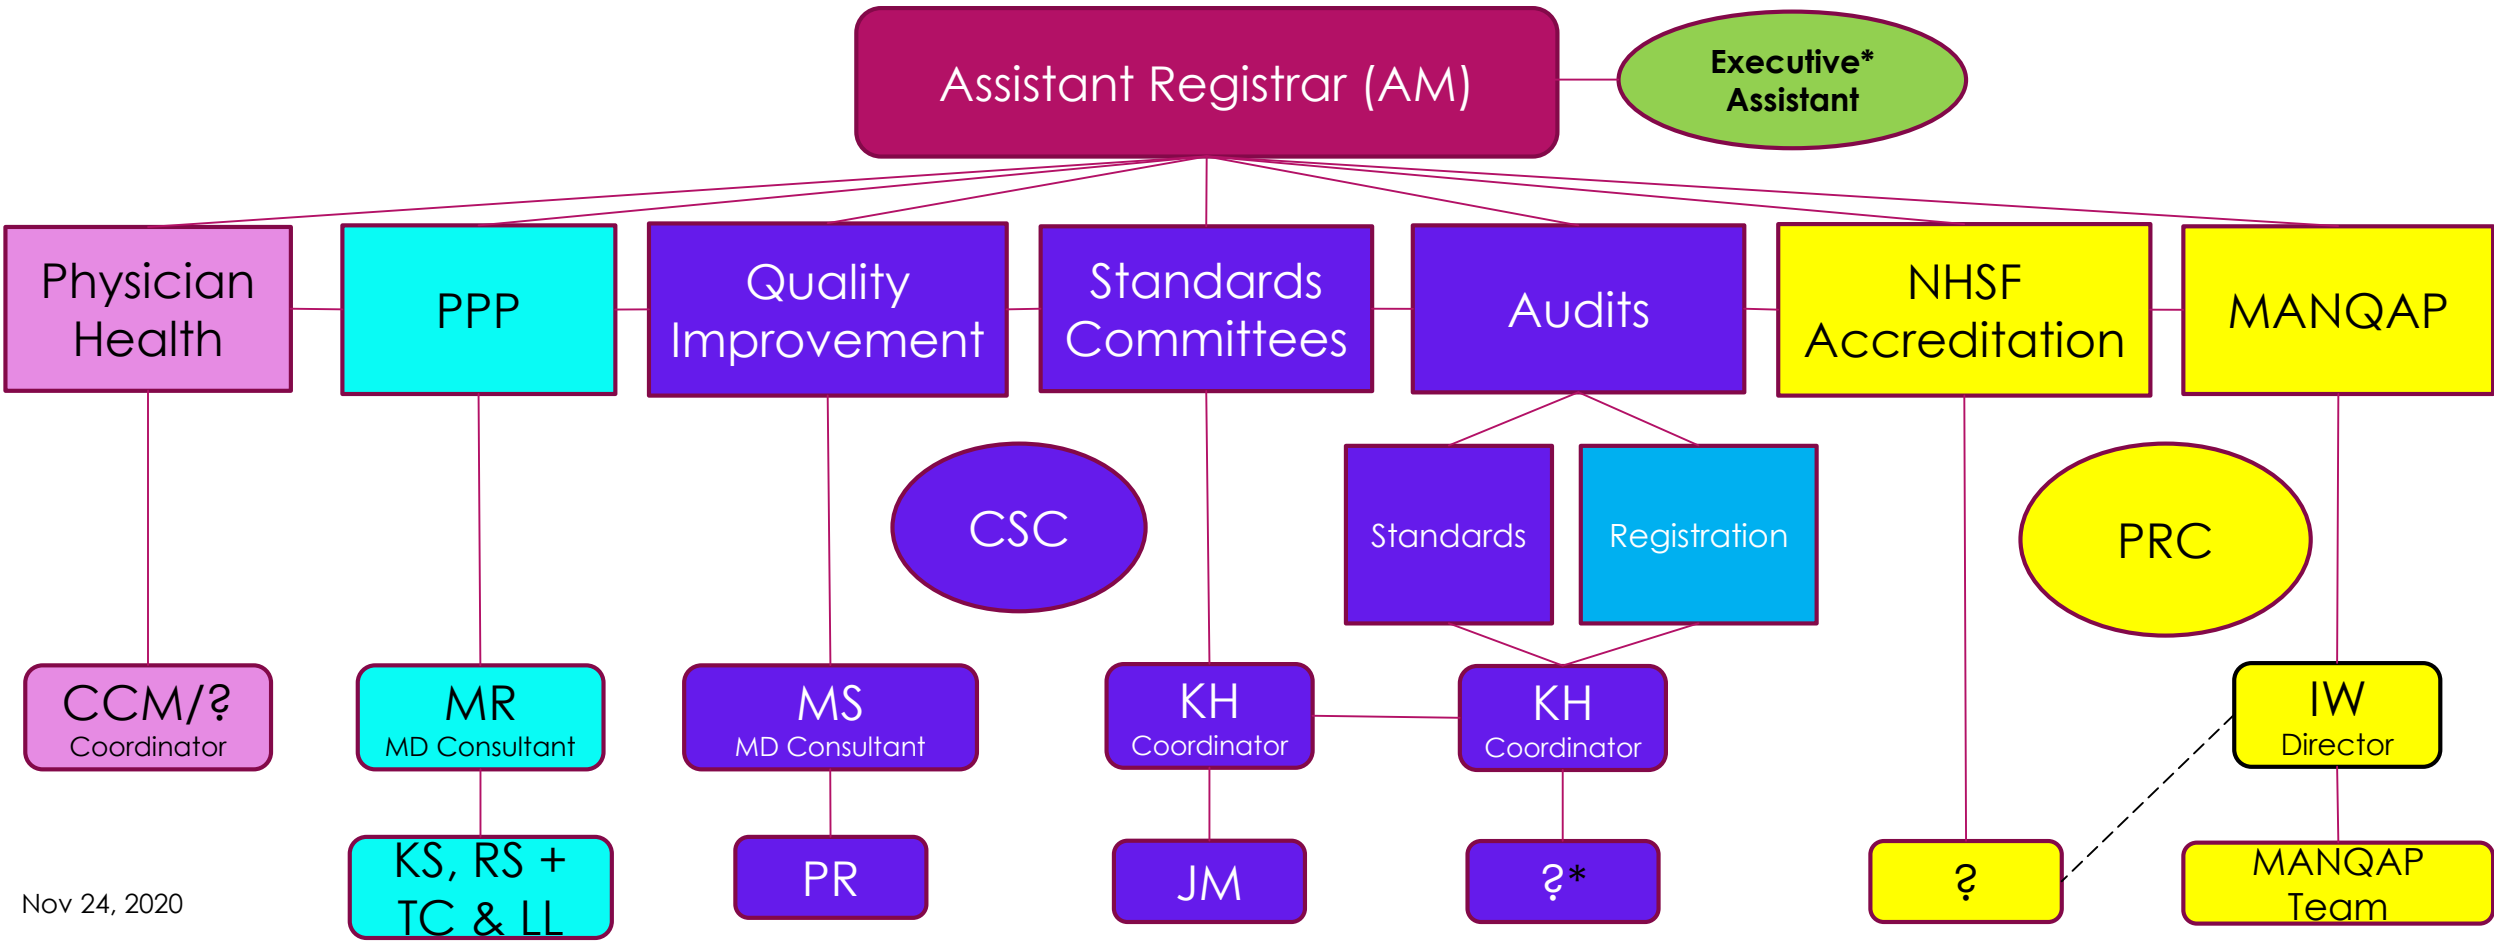 Assistant Registrar (AM)
Executive*
Assistant
Physician
Health
PPP
Quality
Improvement
Standards
Committees
Audits
NHSF
Accreditation
MANQAP
CSC
Standards
Registration
PRC
CCM/?
Coordinator
MR
MD Consultant
MS
MD Consultant
KH
Coordinator
KH
Coordinator
IW
Director
KS, RS +
TC & LL
PR
JM
?*
?
MANQAP
Team
Nov 24, 2020